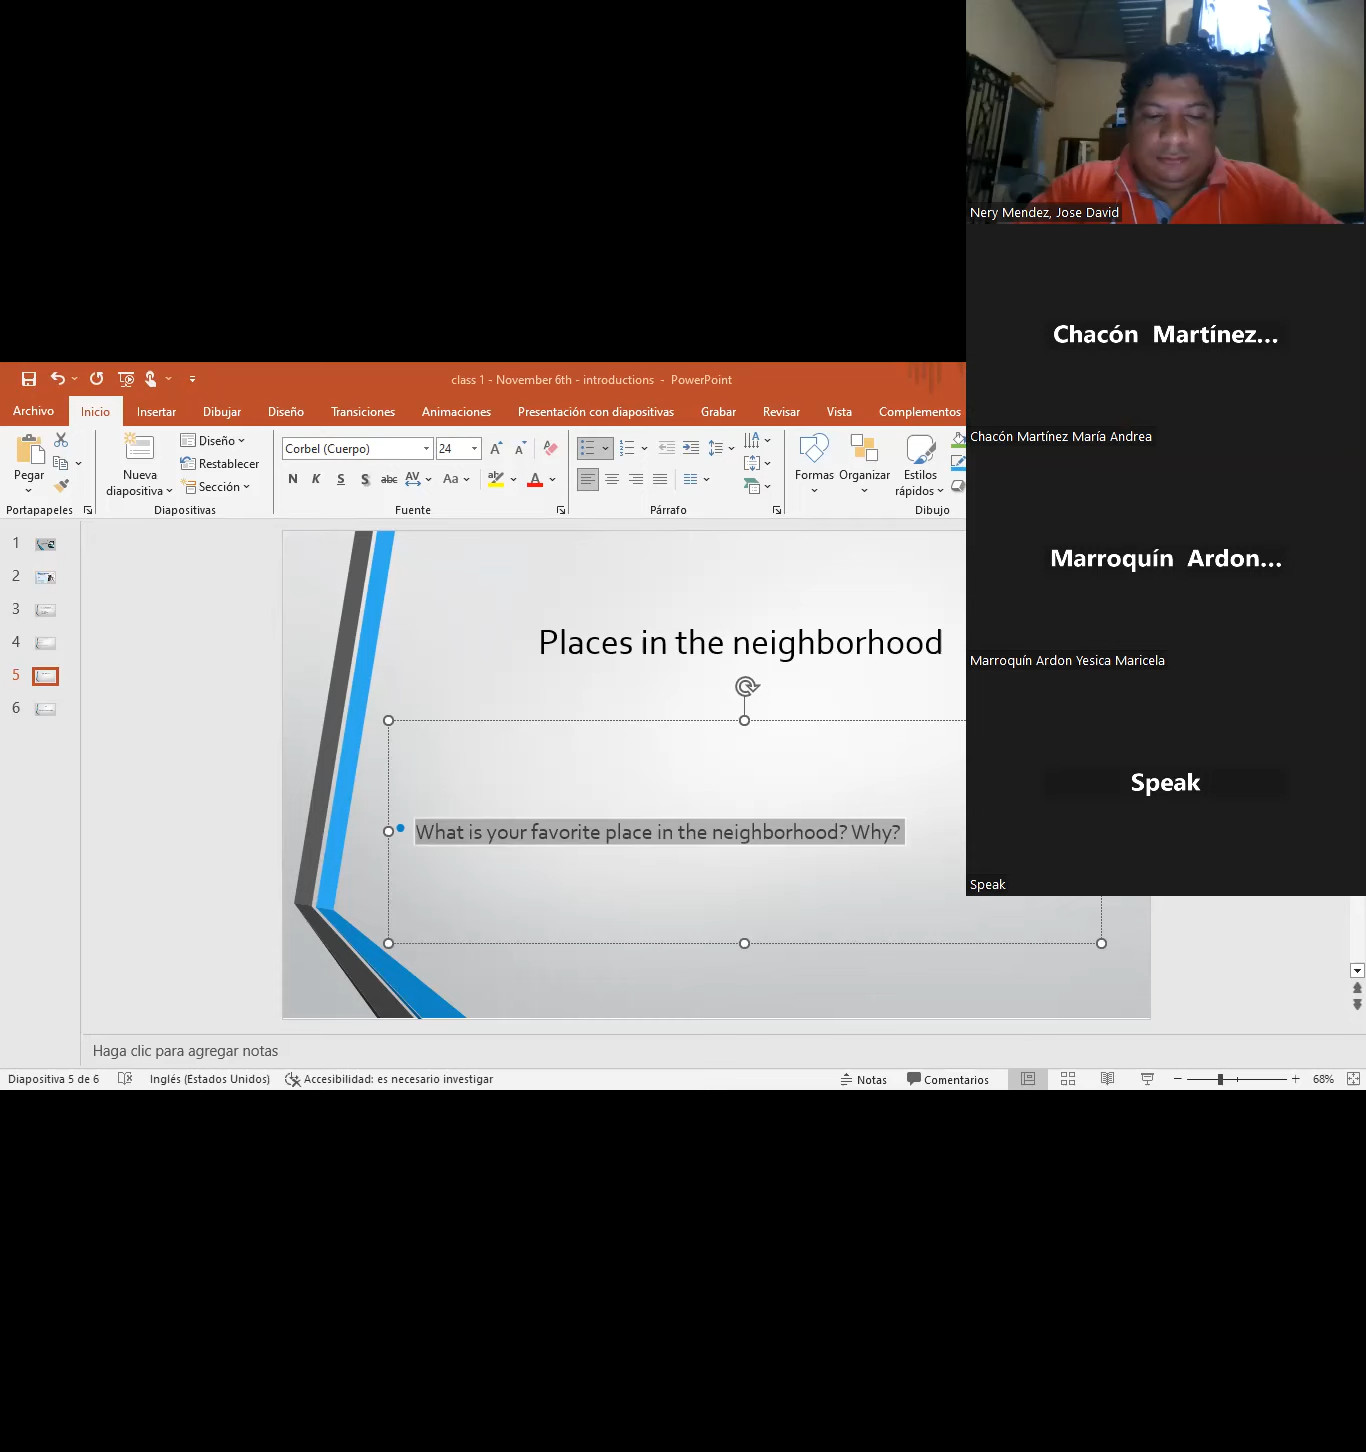 Nery Mendez, Jose David
Chacón Martínez...
Chacón Martínez María Andrea
Marroquín Ardon...
Marroquín Ardon Yesica Maricela
Speak
Speak
class 1 - November 6th - introductions - PowerPoint
Archivo Inicio Insertar Dibujar Diseño Transiciones Animaciones Presentación con diapositivas Grabar Revisar Vista Complementos
Pegar
Portapapeles
Nueva diapositiva
Diseño
Restablecer
Sección
Diapositivas
Corbel (Cuerpo) 24
N K S S abc AV Aa A
Fuente
Párrafo
Formas Organizar Estilos rápidos
Dibujo
1
2
3
4
5
6
Places in the neighborhood
What is your favorite place in the neighborhood? Why?
Haga clic para agregar notas
Diapositiva 5 de 6 Inglés (Estados Unidos) Accesibilidad: es necesario investigar Notas Comentarios 68%